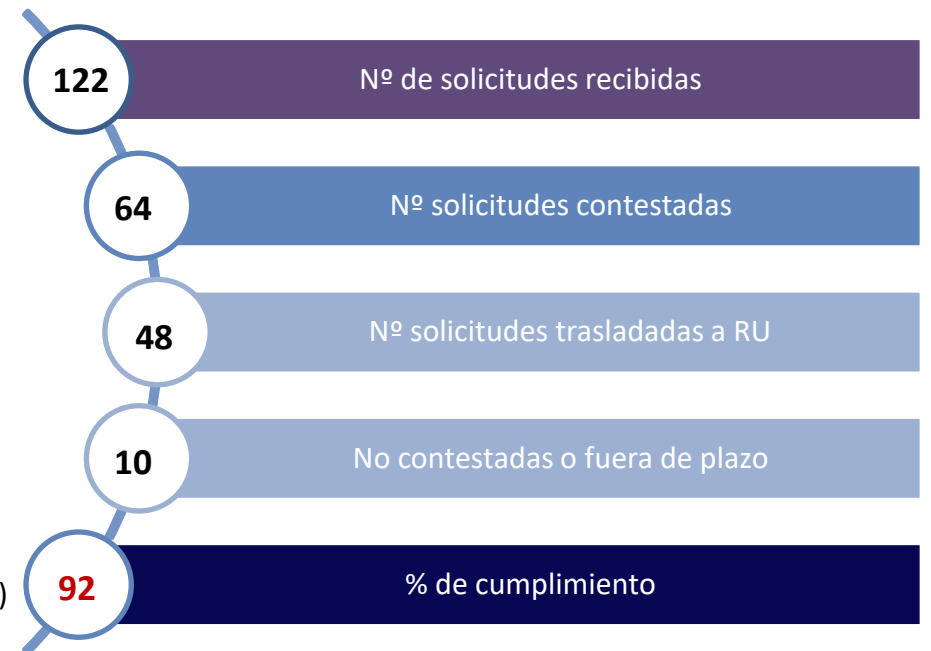 122 Nº de solicitudes recibidas
64 Nº solicitudes contestadas
48 Nº solicitudes trasladadas a RU
10 No contestadas o fuera de plazo
) 92 % de cumplimiento